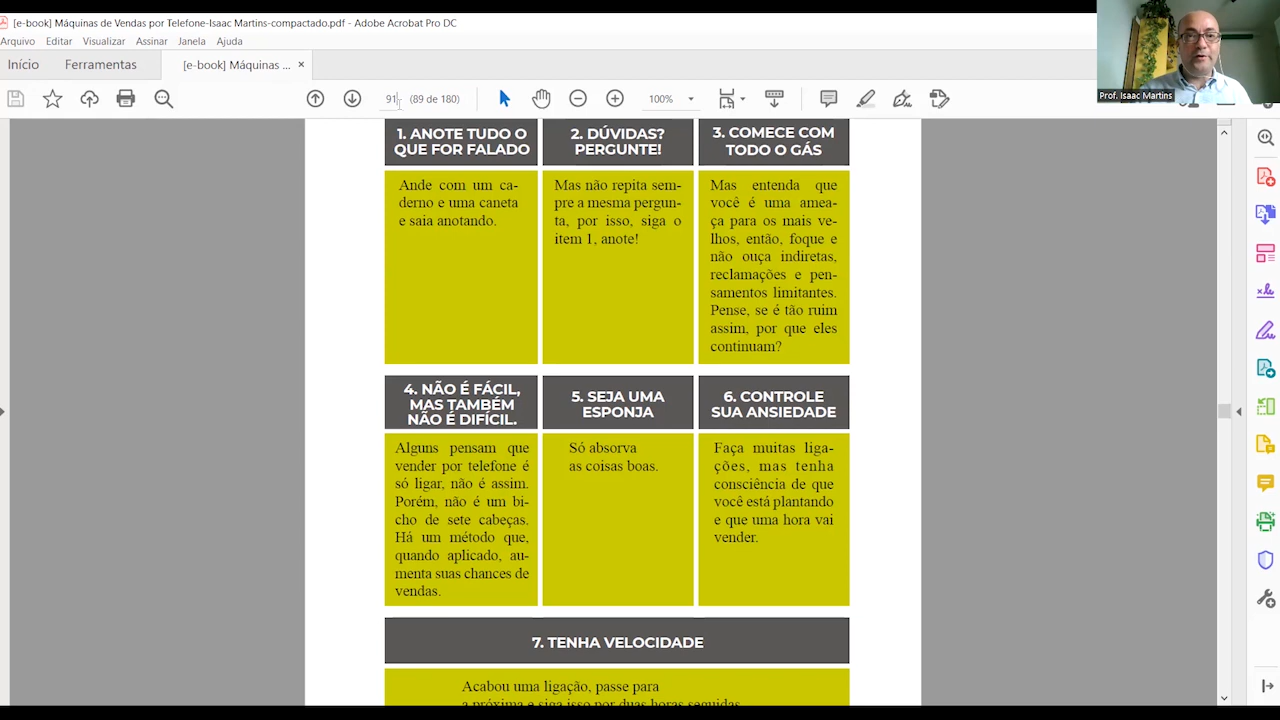 [e-book] Máquinas de Vendas por Telefone-Isaac Martins-compactado.pdf - Adobe Acrobat Pro DC
Arquivo Editar Visualizar Assinar Janela Ajuda
Início Ferramentas [e-book] Máquinas ... ×
91 (89 de 180) 100%
Prof. Isaac Martins
1. ANOTE TUDO O
QUE FOR FALADO
Ande com um ca-
derno e uma caneta
e saia anotando.
2. DÚVIDAS?
PERGUNTE!
Mas não repita sem-
pre a mesma pergun-
ta, por isso, siga o
item 1, anote!
3. COMECE COM
TODO O GÁS
Mas entenda que
você é uma amea-
ça para os mais ve-
lhos, então, foque e
não ouça indiretas,
reclamações e pen-
samentos limitantes.
Pense, se é tão ruim
assim, por que eles
continuam?
4. NÃO É FÁCIL,
MAS TAMBÉM
NÃO É DIFÍCIL.
Alguns pensam que
vender por telefone é
só ligar, não é assim.
Porém, não é um bi-
cho de sete cabeças.
Há um método que,
quando aplicado, au-
menta suas chances de
vendas.
5. SEJA UMA
ESPONJA
Só absorva
as coisas boas.
6. CONTROLE
SUA ANSIEDADE
Faça muitas liga-
ções, mas tenha
consciência de que
você está plantando
e que uma hora vai
vender.
7. TENHA VELOCIDADE
Acabou uma ligação, passe para
a próxima e siga isso por duas horas seguidas